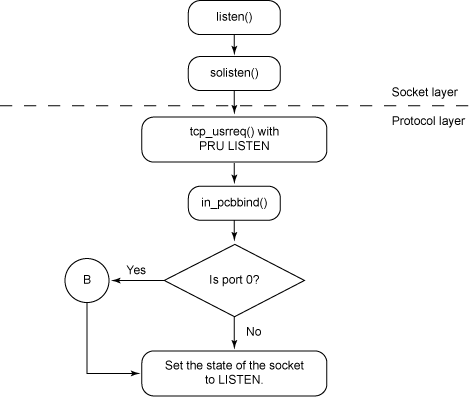 listen()
solisten()
Socket layer
Protocol layer
tcp_usrreq() with
PRU LISTEN
in_pcbbind()
Is port 0?
Yes
B
No
Set the state of the socket
to LISTEN.